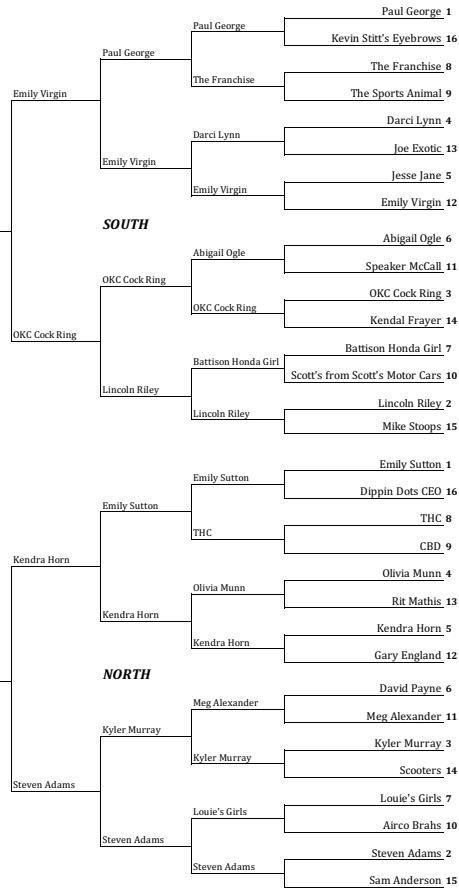 Paul George 1
Paul George
Kevin Stitt's Eyebrows 16
Paul George
The Franchise 8
The Franchise
The Sports Animal 9
Emily Virgin
Darci Lynn 4
Darci Lynn
Joe Exotic 13
Emily Virgin
Jesse Jane 5
Emily Virgin
Emily Virgin 12
SOUTH
Abigail Ogle 6
Abigail Ogle
Speaker McCall 11
OKC Cock Ring
OKC Cock Ring 3
OKC Cock Ring
Kendal Frayer 14
OKC Cock Ring
Battison Honda Girl 7
Battison Honda Girl
Scott's from Scott's Motor Cars 10
Lincoln Riley 2
Lincoln Riley
Mike Stoops 15
Emily Sutton 1
Emily Sutton
Dippin Dots CEO 16
Emily Sutton
THC 8
THC
CBD 9
Kendra Horn
Olivia Munn 4
Olivia Munn
Rit Mathis 13
Kendra Horn
Kendra Horn 5
Kendra Horn
Gary England 12
NORTH
David Payne 6
Meg Alexander
Meg Alexander 11
Kyler Murray
Kyler Murray 3
Kyler Murray
Scooters 14
Steven Adams
Louie's Girls 7
Louie's Girls
Airco Brahs 10
Steven Adams
Steven Adams 2
Steven Adams
Sam Anderson 15